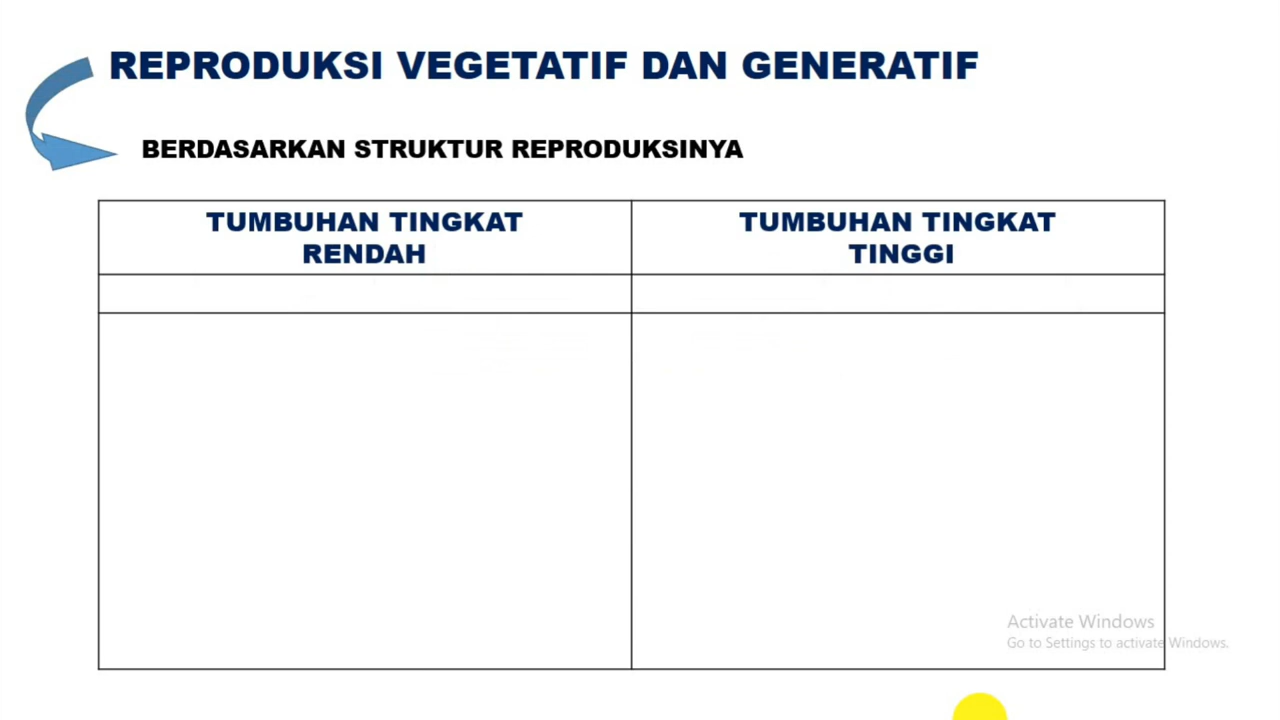 REPRODUKSI VEGETATIF DAN GENERATIF
BERDASARKAN STRUKTUR REPRODUKSINYA
TUMBUHAN TINGKAT
RENDAH
TUMBUHAN TINGKAT
TINGGI
Activate Windows
Go to Settings to activate Windows.